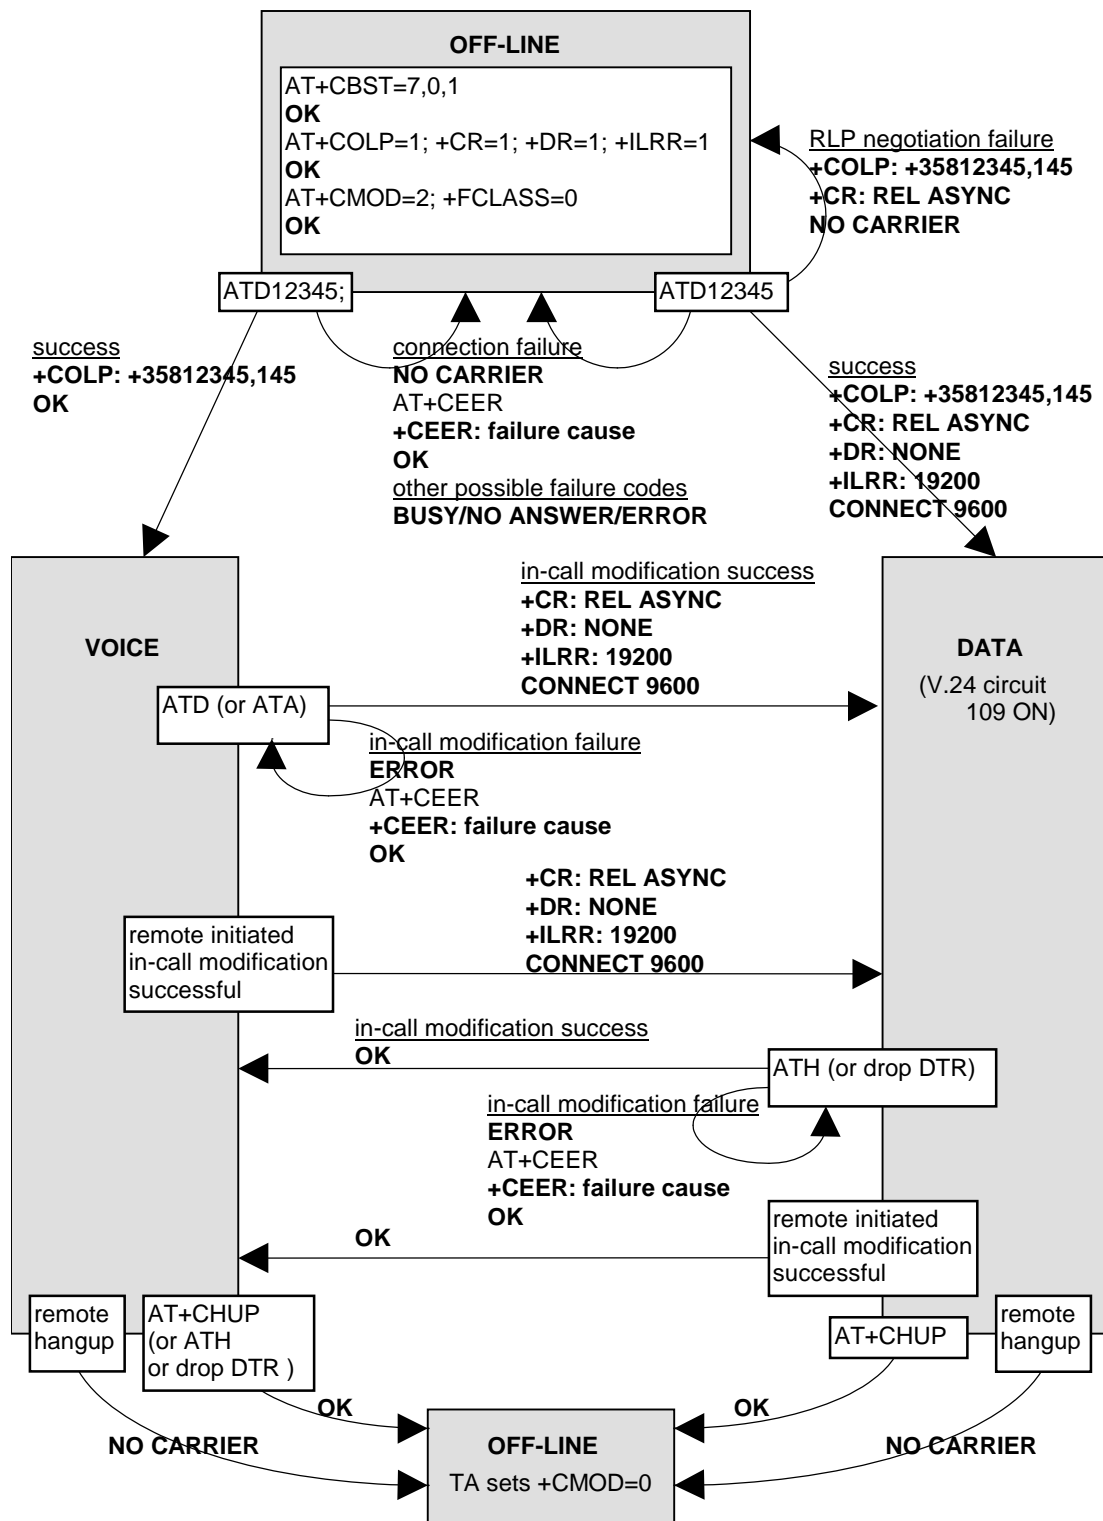 OFF-LINE
AT+CBST=7,0,1
OK
AT+COLP=1; +CR=1; +DR=1; +ILRR=1
OK
AT+CMOD=2; +FCLASS=0
OK
RLP negotiation failure
+COLP: +35812345,145
+CR: REL ASYNC
NO CARRIER
ATD12345;
ATD12345
success
+COLP: +35812345,145
OK
connection failure
NO CARRIER
AT+CEER
+CEER: failure cause
OK
other possible failure codes
BUSY/NO ANSWER/ERROR
success
+COLP: +35812345,145
+CR: REL ASYNC
+DR: NONE
+ILRR: 19200
CONNECT 9600
VOICE
in-call modification success
+CR: REL ASYNC
+DR: NONE
+ILRR: 19200
CONNECT 9600
DATA
(V.24 circuit
109 ON)
ATD (or ATA)
in-call modification failure
ERROR
AT+CEER
+CEER: failure cause
OK
+CR: REL ASYNC
+DR: NONE
+ILRR: 19200
CONNECT 9600
remote initiated
in-call modification
successful
in-call modification success
OK
ATH (or drop DTR)
in-call modification failure
ERROR
AT+CEER
+CEER: failure cause
OK
remote initiated
in-call modification
successful
OK
remote
hangup
AT+CHUP
(or ATH
or drop DTR )
AT+CHUP
remote
hangup
OK
OK
NO CARRIER
NO CARRIER
OFF-LINE
TA sets +CMOD=0